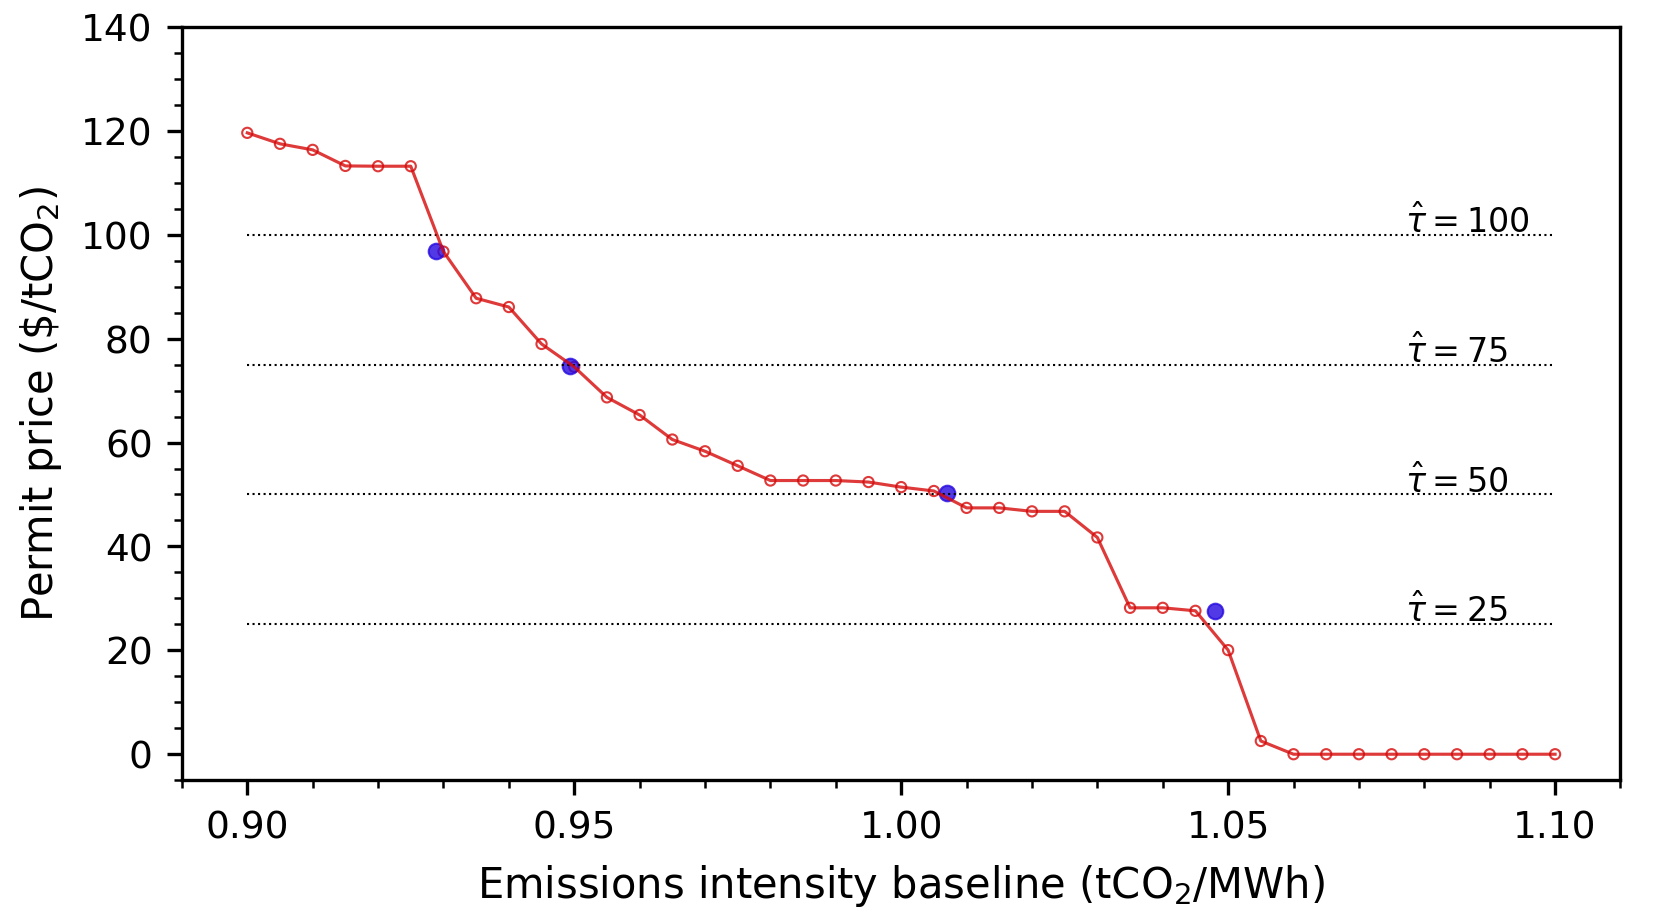 140
120
100
80
60
40
20
0
Permit price ($/tCO₂)
τ̂ = 100
τ̂ = 75
τ̂ = 50
τ̂ = 25
0.90 0.95 1.00 1.05 1.10
Emissions intensity baseline (tCO₂/MWh)